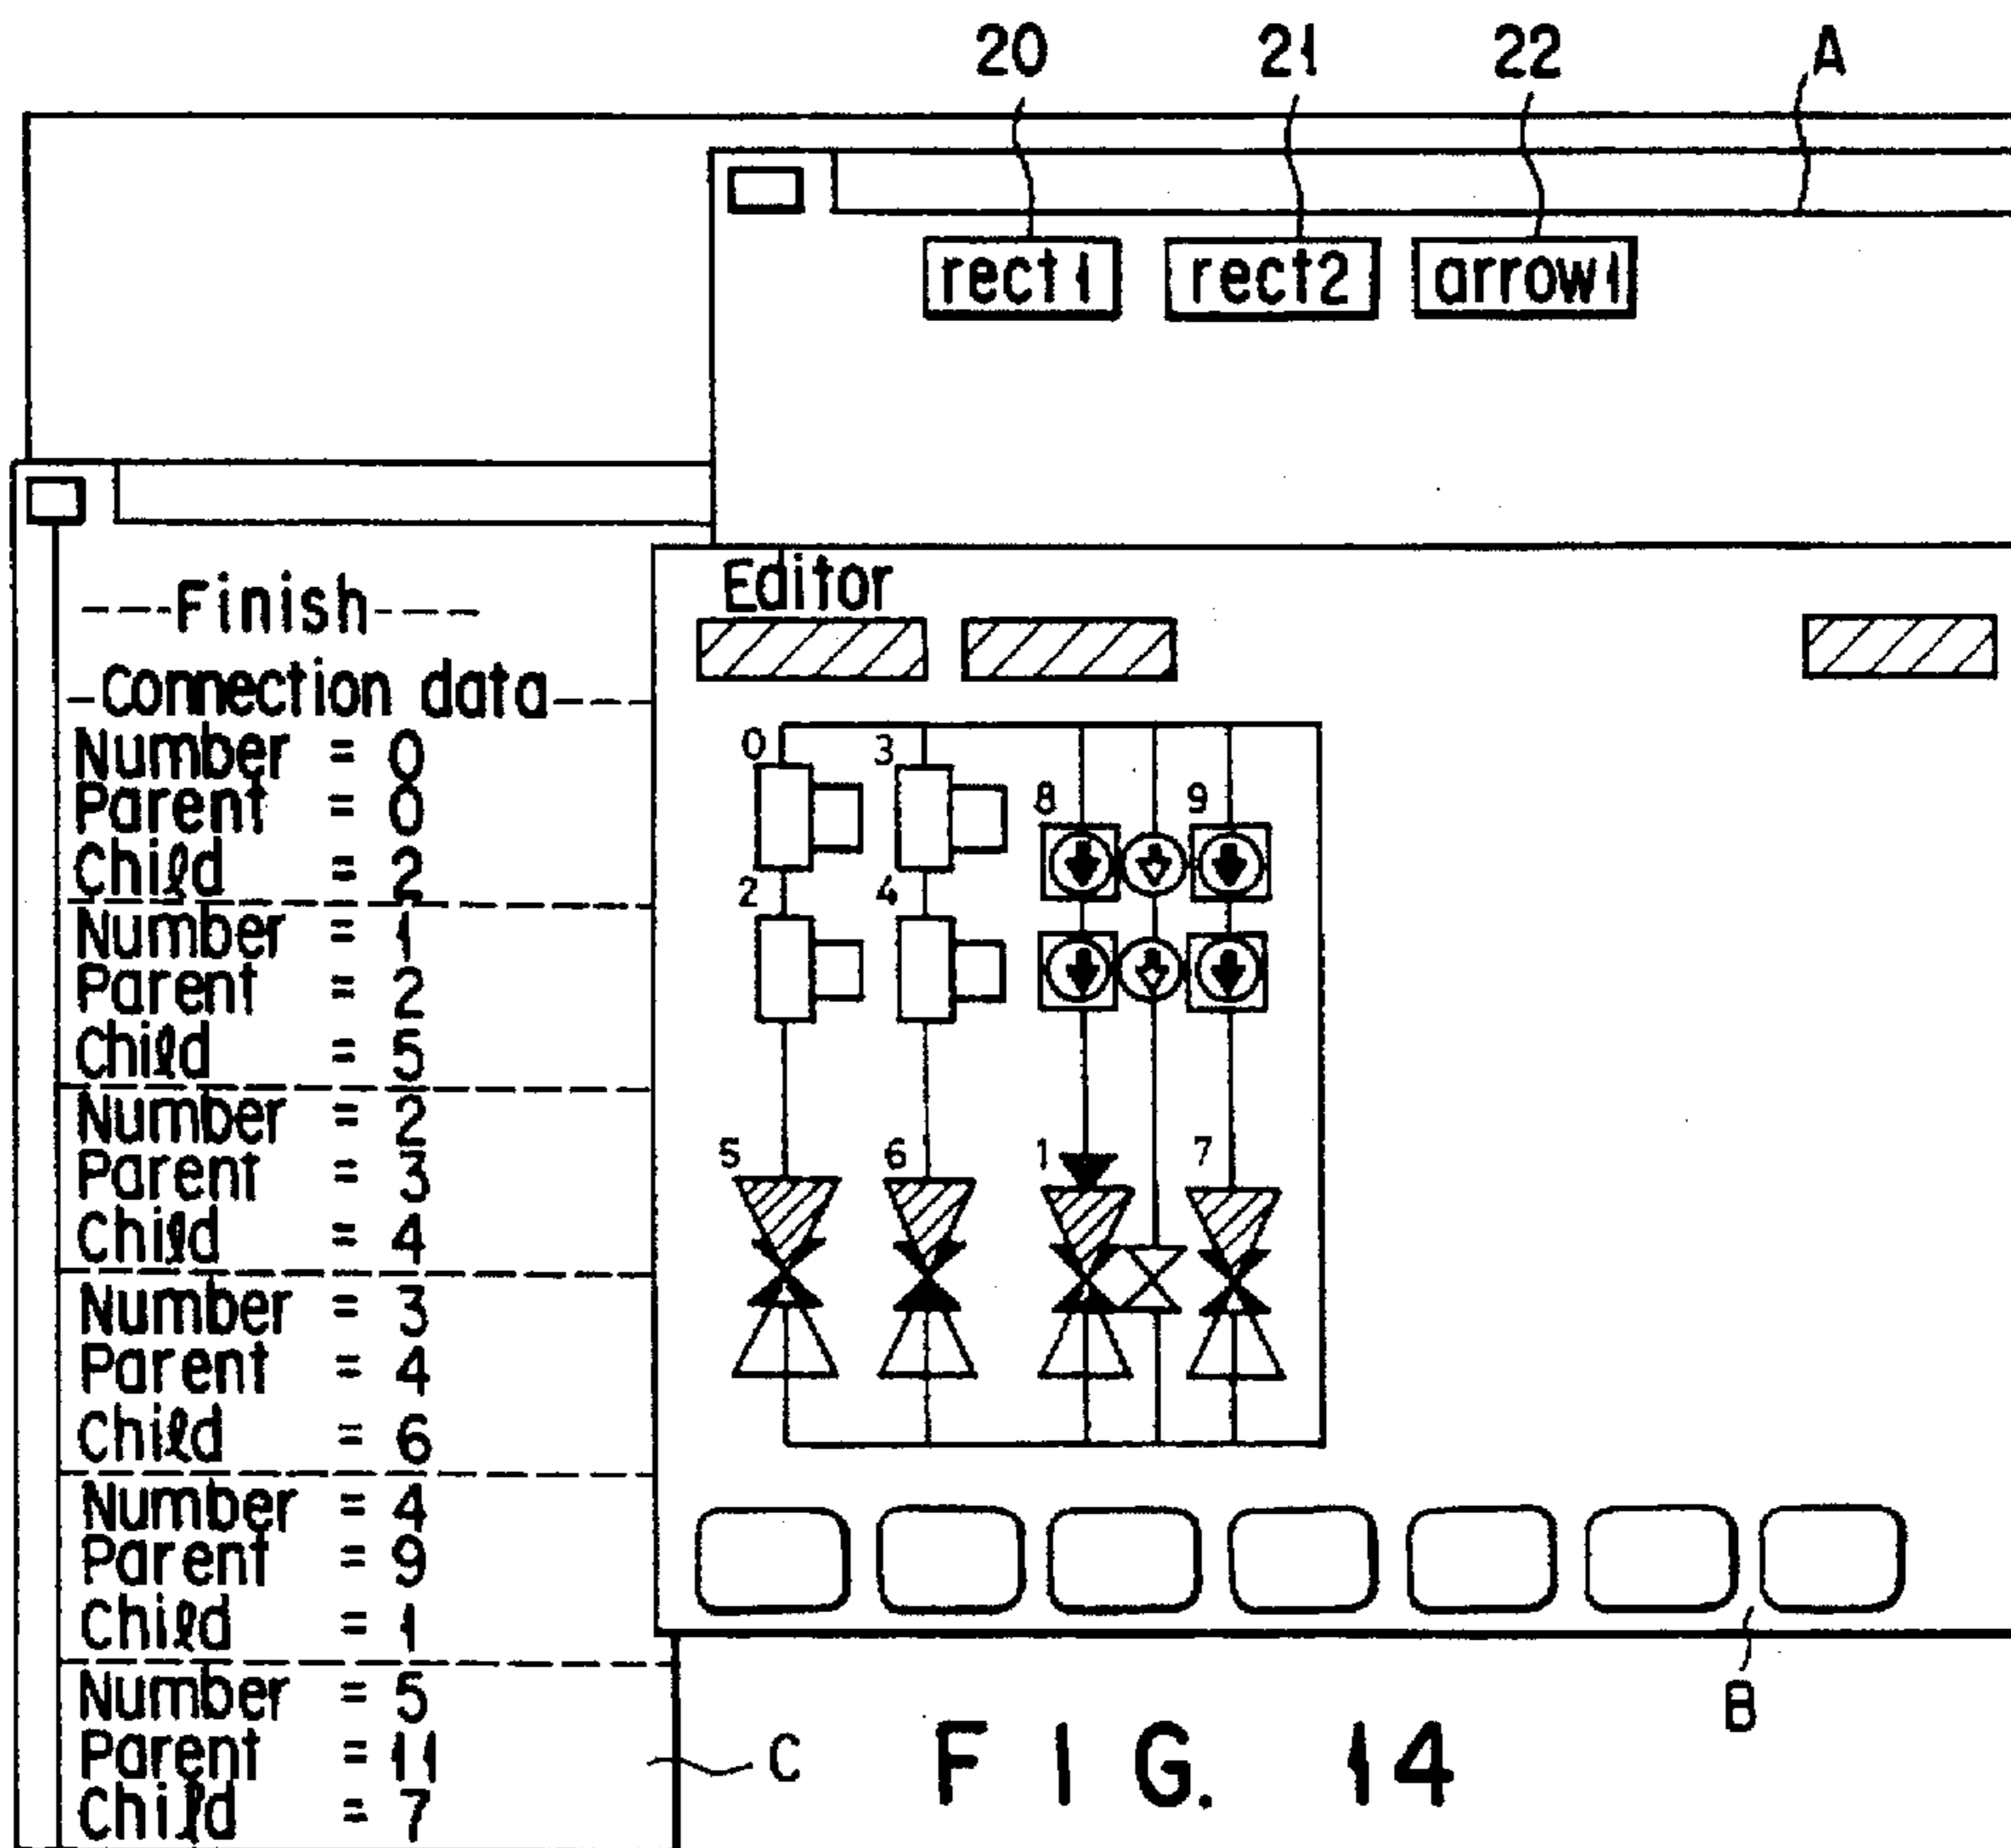 20 21 22 A
rect1 rect2 arrow1
----Finish----
-Connection data----
Number = 0
Parent = 0
Child = 2
Number = 1
Parent = 2
Child = 5
Number = 2
Parent = 3
Child = 4
Number = 3
Parent = 4
Child = 6
Number = 4
Parent = 9
Child = 1
Number = 5
Parent = 11
Child = 7
Editor
0 3
8 9
2 4
5 6 1 7
B
C
FIG. 14